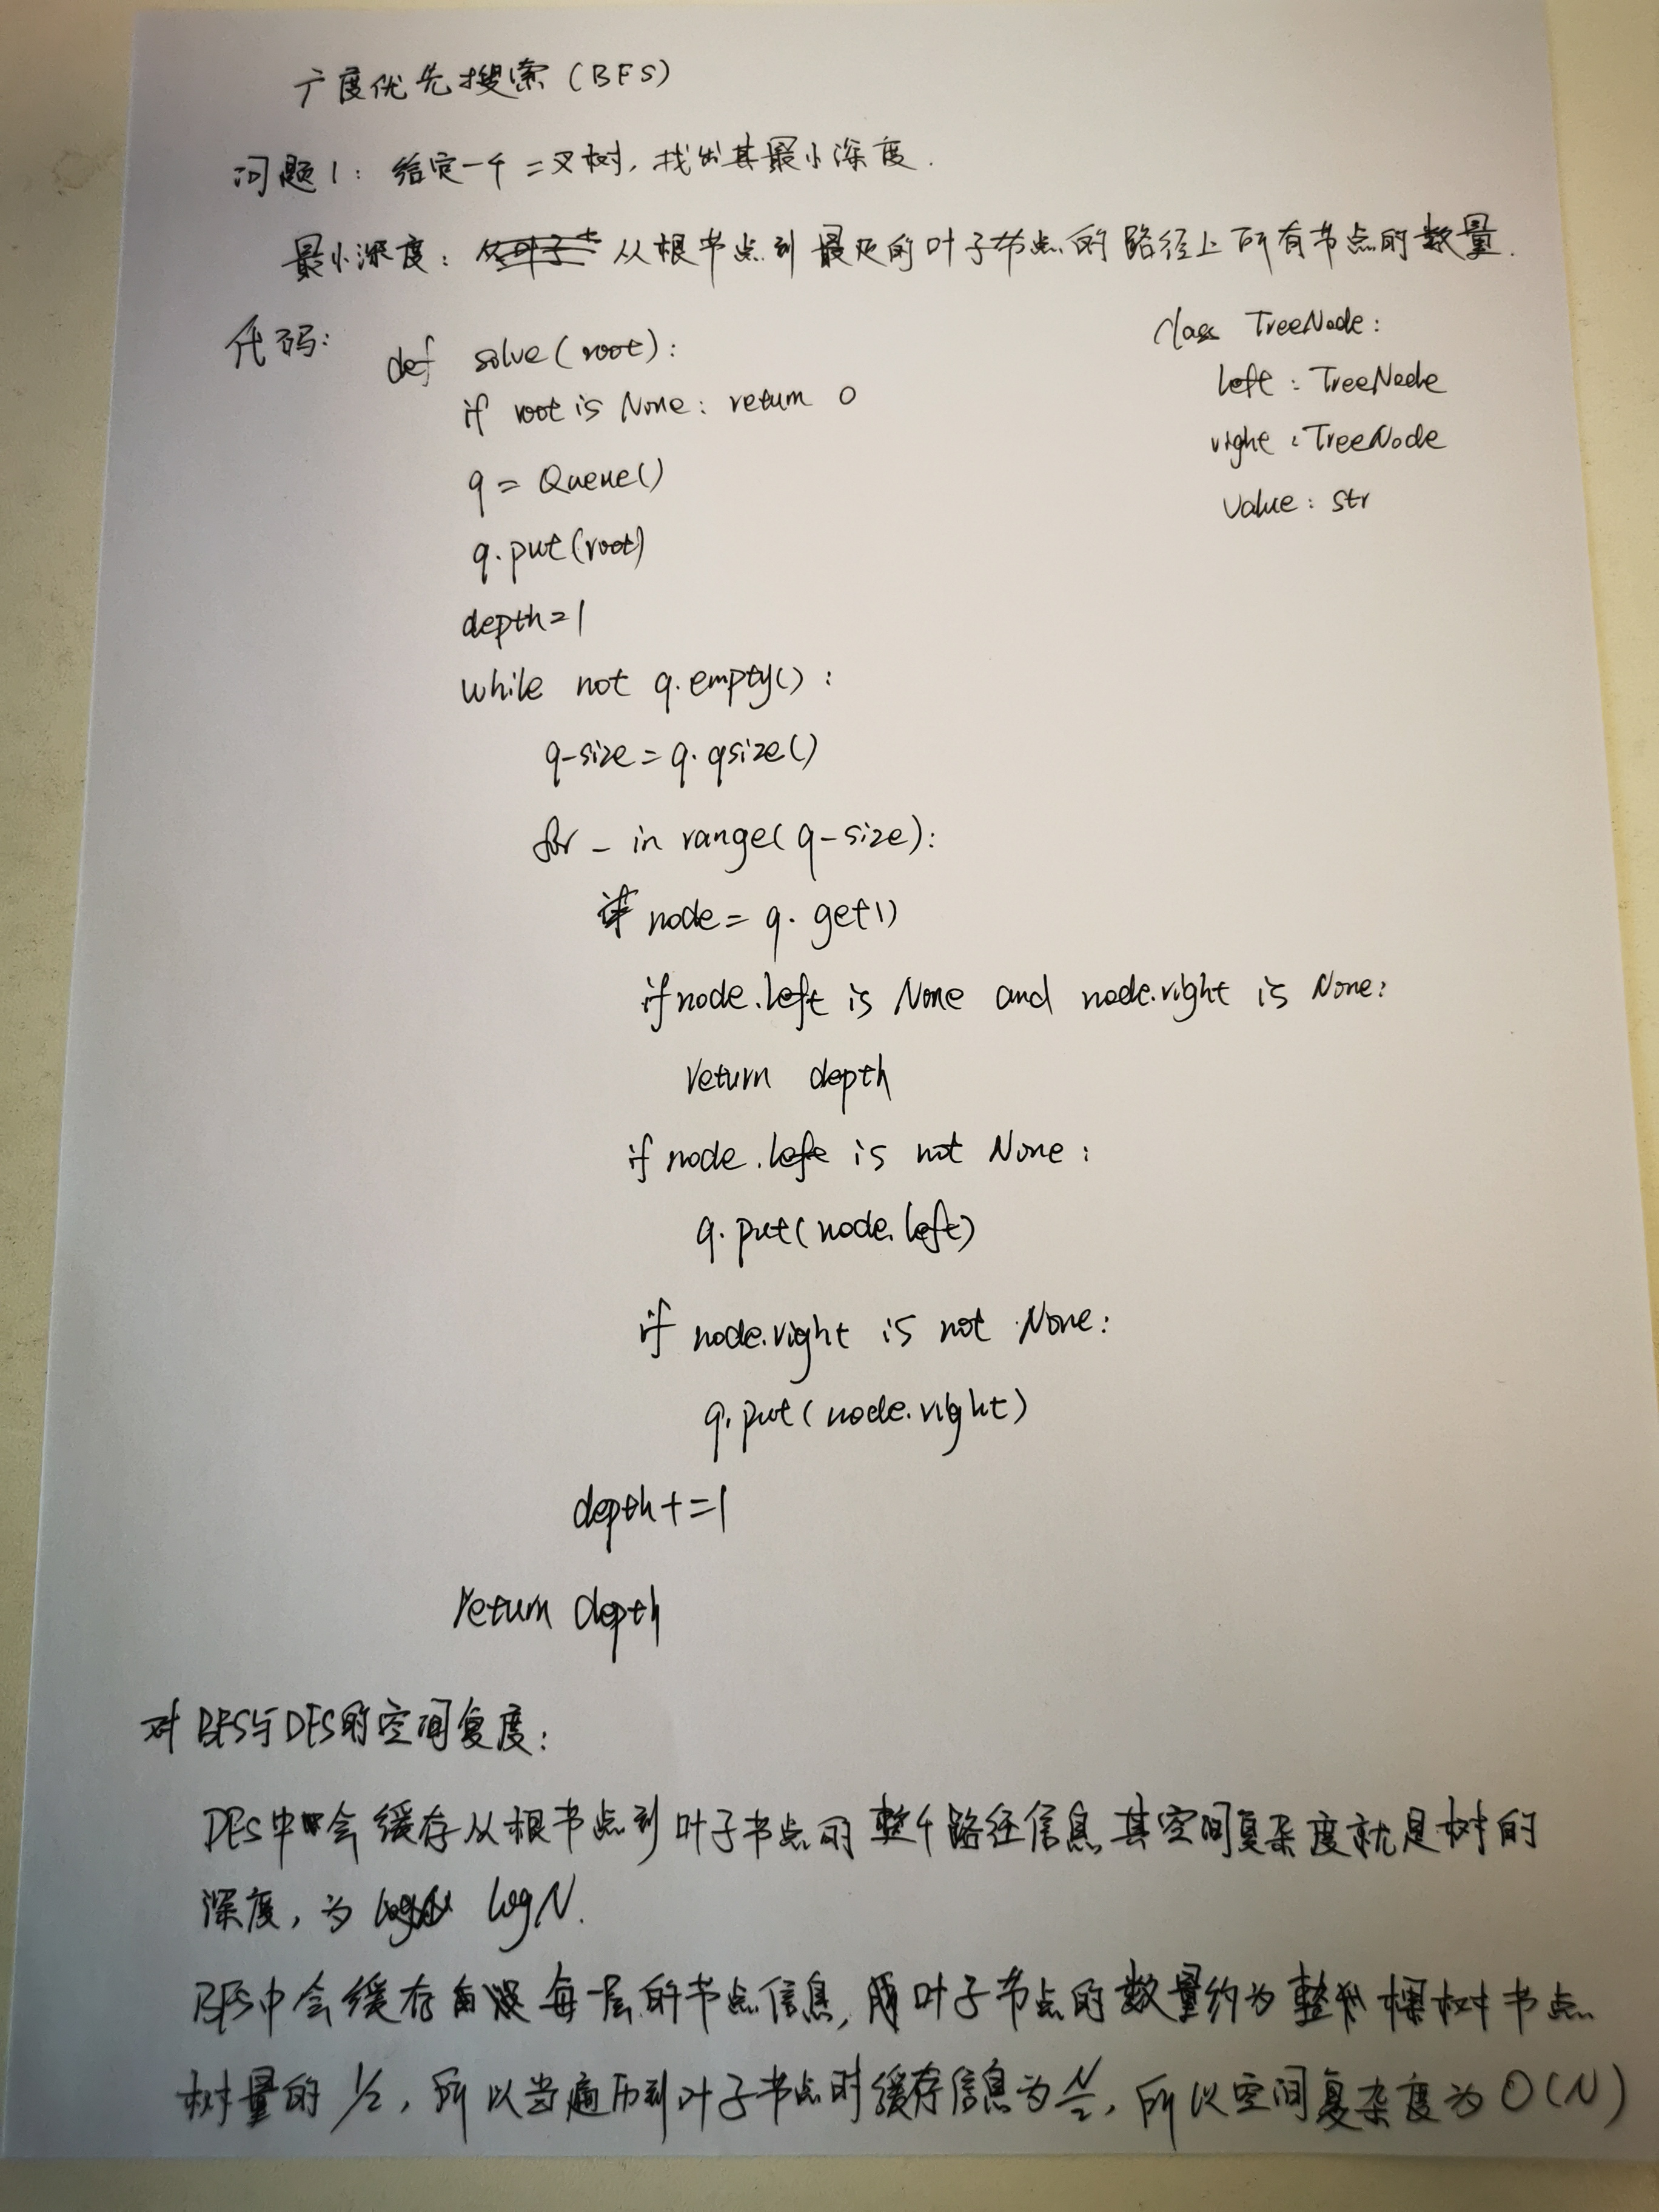 广度优先搜索(BFS)
问题1: 给定一个二叉树, 找出其最小深度.
最小深度: 从根节点到最近的叶子节点的路径上所有节点的数量.
代码:
def solve(root):
if root is None: return 0
q = Queue()
q.put(root)
depth=1
while not q.empty():
q-size = q.qsize()
for _ in range(q-size):
node = q.get()
if node.left is None and node.right is None:
return depth
if node.left is not None:
q.put(node.left)
if node.right is not None:
q.put(node.right)
depth+=1
return depth
class TreeNode:
left: TreeNode
right: TreeNode
value: str
对BFS与DFS的空间复度:
DFS中会缓存从根节点到叶子节点的整个路径信息其空间复杂度就是树的
深度, 为 logN.
BFS中会缓存每一层的节点信息, 叶子节点的数量约为整棵树节点
树量的1/2, 所以当遍历到叶子节点时缓存信息为N/2, 所以空间复杂度为O(N)